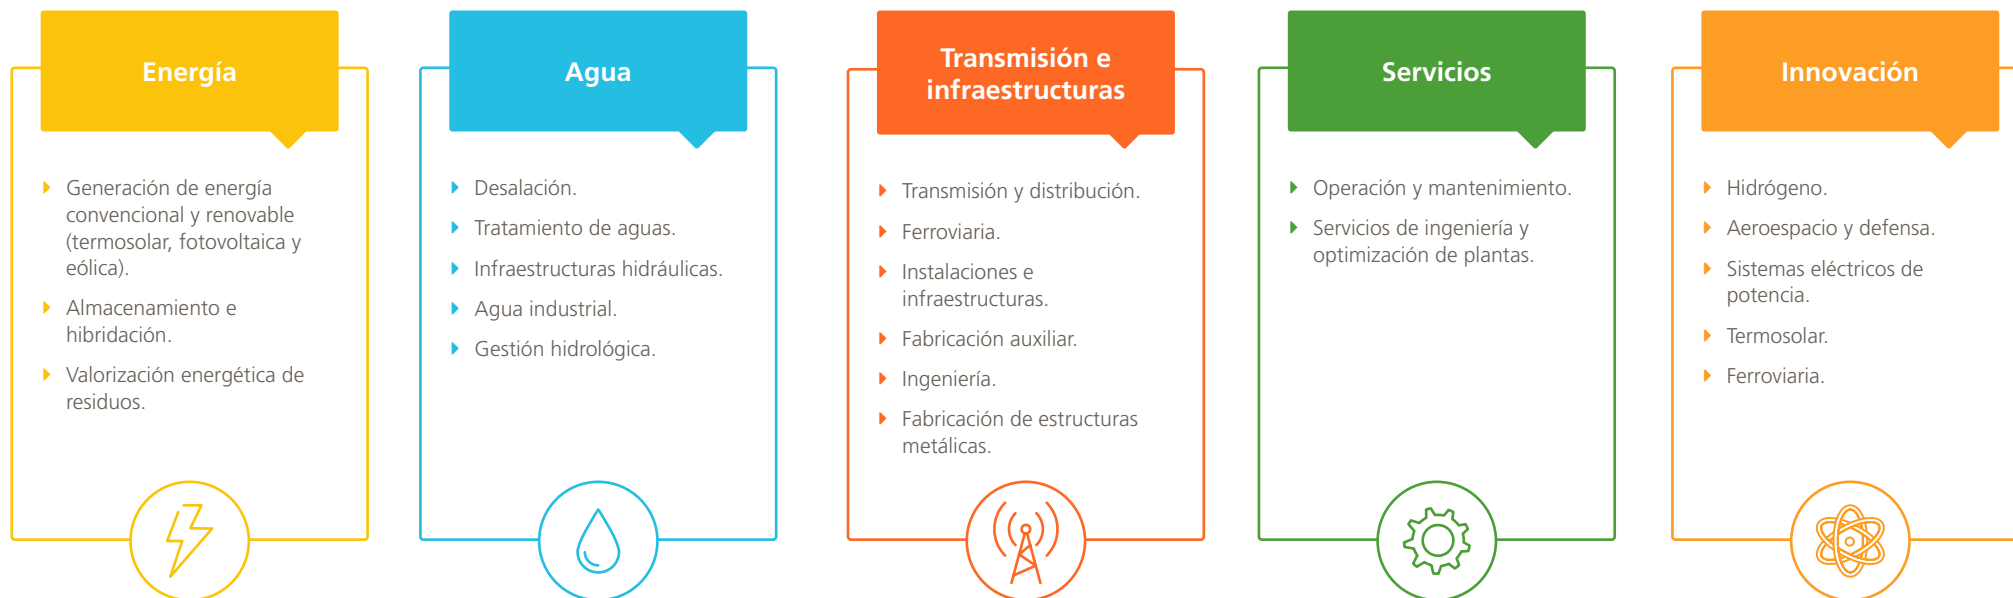 Energía
Generación de energía
convencional y renovable
(termosolar, fotovoltaica y
eólica).
Almacenamiento e
hibridación.
Valorización energética de
residuos.
Agua
Desalación.
Tratamiento de aguas.
Infraestructuras hidráulicas.
Agua industrial.
Gestión hidrológica.
Transmisión e
infraestructuras
Transmisión y distribución.
Ferroviaria.
Instalaciones e
infraestructuras.
Fabricación auxiliar.
Ingeniería.
Fabricación de estructuras
metálicas.
Servicios
Operación y mantenimiento.
Servicios de ingeniería y
optimización de plantas.
Innovación
Hidrógeno.
Aeroespacio y defensa.
Sistemas eléctricos de
potencia.
Termosolar.
Ferroviaria.